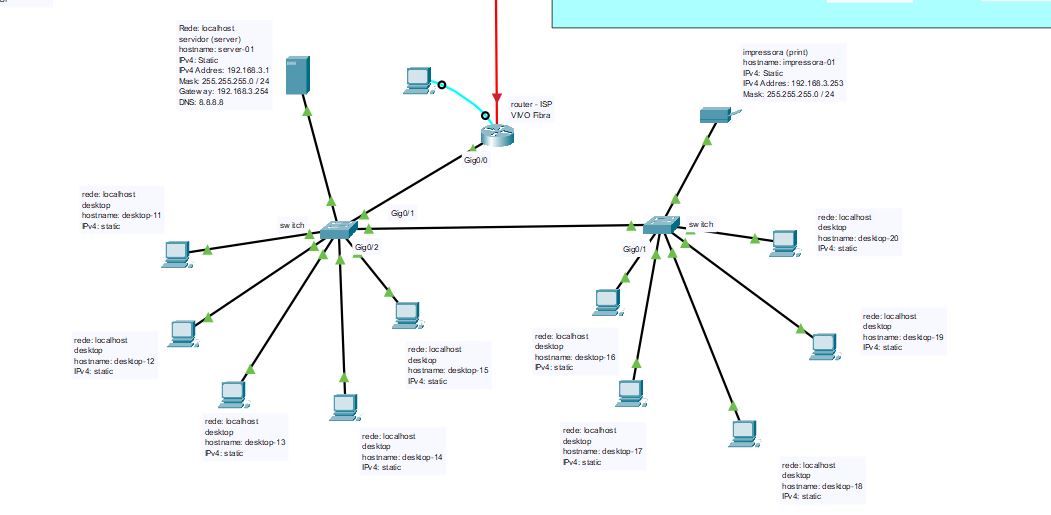 Rede: localhost
servidor (server)
hostname: server-01
IPv4: Static
IPv4 Addres: 192.168.3.1
Mask: 255.255.255.0 / 24
Gateway: 192.168.3.254
DNS: 8.8.8.8
impressora (print)
hostname: impressora-01
IPv4: Static
IPv4 Addres: 192.168.3.253
Mask: 255.255.255.0 / 24
router - ISP
VIVO Fibra
Gig0/0
rede: localhost
desktop
hostname: desktop-11
IPv4: static
switch
Gig0/1
Gig0/2
switch
Gig0/1
rede: localhost
desktop
hostname: desktop-20
IPv4: static
rede: localhost
desktop
hostname: desktop-12
IPv4: static
rede: localhost
desktop
hostname: desktop-15
IPv4: static
rede: localhost
desktop
hostname: desktop-16
IPv4: static
rede: localhost
desktop
hostname: desktop-19
IPv4: static
rede: localhost
desktop
hostname: desktop-13
IPv4: static
rede: localhost
desktop
hostname: desktop-14
IPv4: static
rede: localhost
desktop
hostname: desktop-17
IPv4: static
rede: localhost
desktop
hostname: desktop-18
IPv4: static